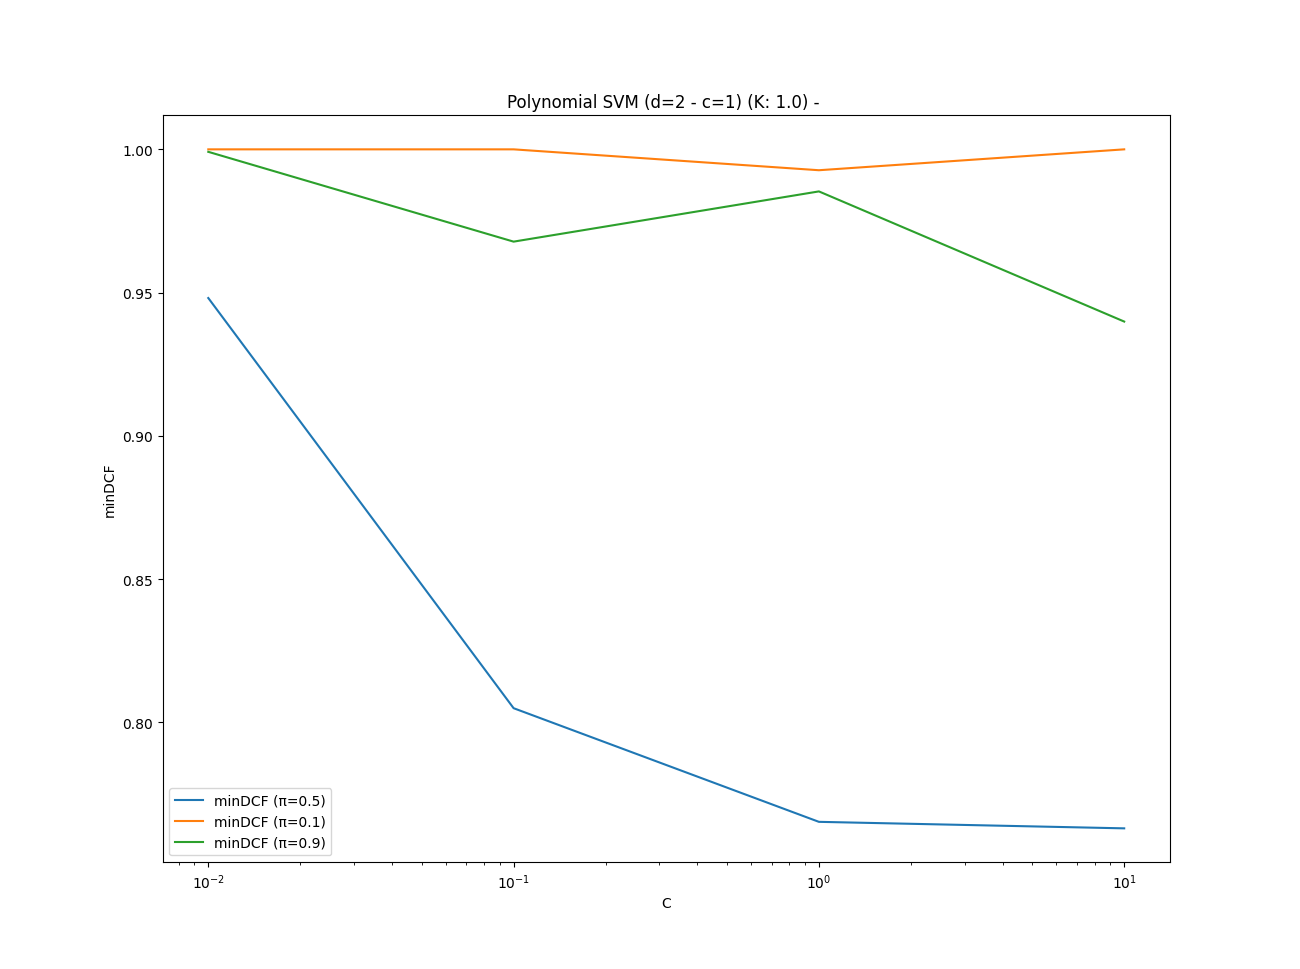 Polynomial SVM (d=2 - c=1) (K: 1.0) -
minDCF
1.00
0.95
0.90
0.85
0.80
minDCF (π=0.5)
minDCF (π=0.1)
minDCF (π=0.9)
10⁻² 10⁻¹ 10⁰ 10¹
C